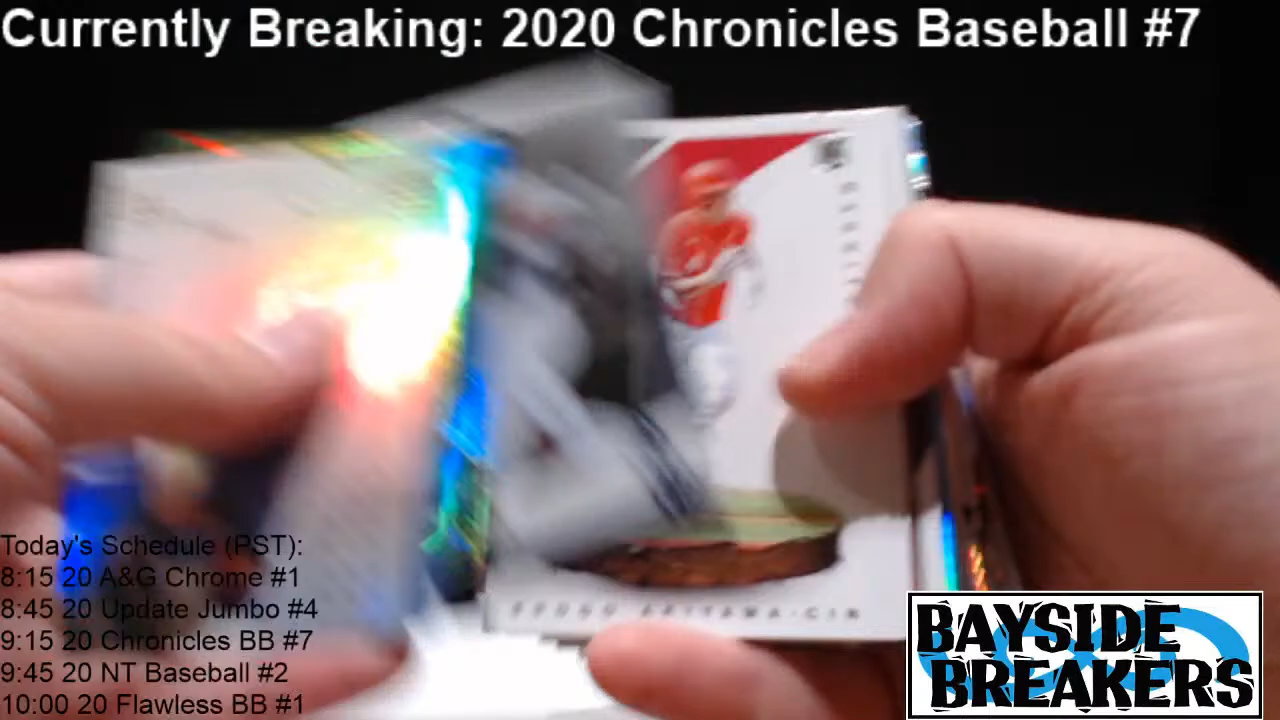 Currently Breaking: 2020 Chronicles Baseball #7
AKIYAMA-CIN
Today's Schedule (PST):
8:15 20 A&G Chrome #1
8:45 20 Update Jumbo #4
9:15 20 Chronicles BB #7
9:45 20 NT Baseball #2
10:00 20 Flawless BB #1
BAYSIDE
BREAKERS